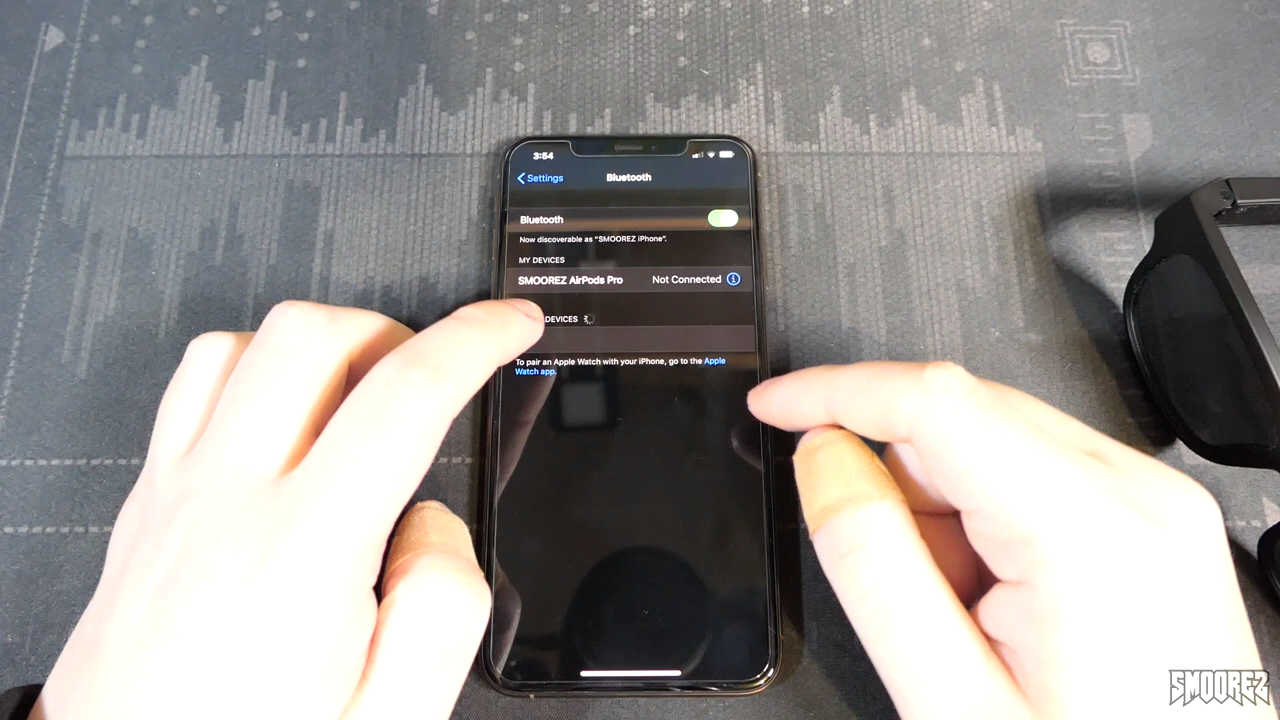 3:54
Settings
Bluetooth
Bluetooth
Now discoverable as “SMOOREZ iPhone”.
MY DEVICES
SMOOREZ AirPods Pro Not Connected
DEVICES
To pair an Apple Watch with your iPhone, go to the Apple
Watch app.
SMOOREZ